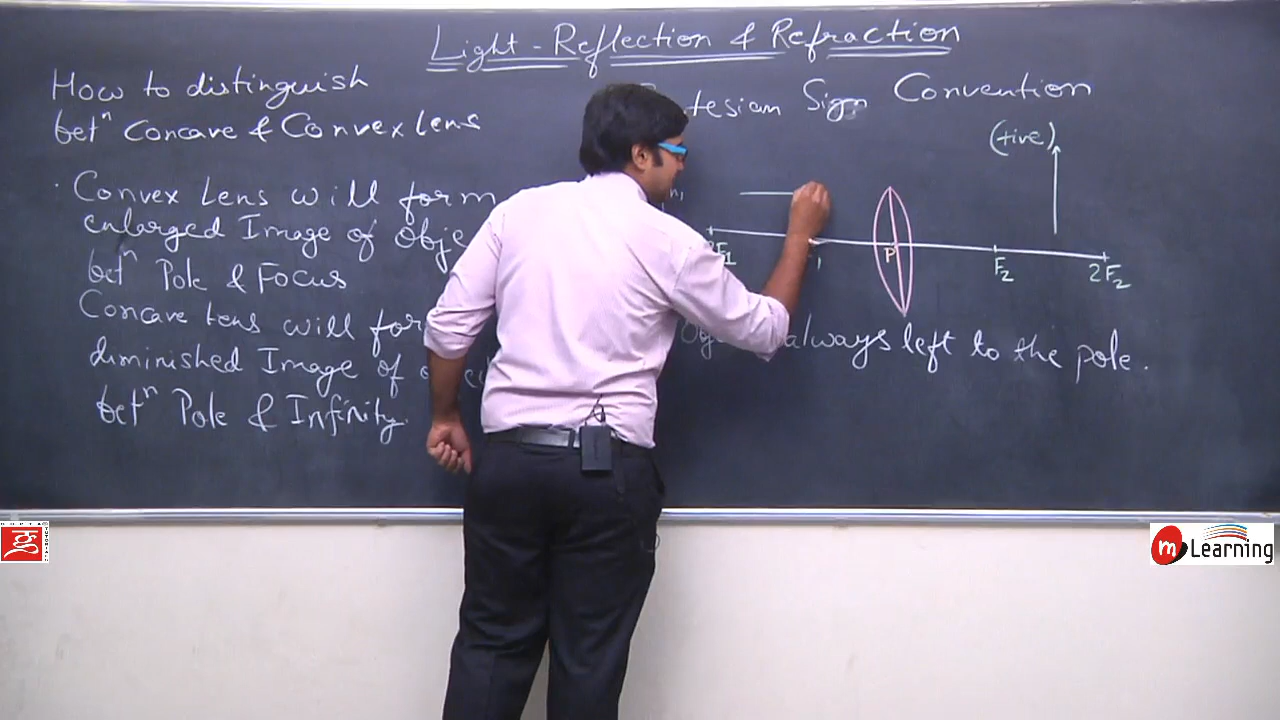 Light - Reflection & Refraction
How to distinguish
betⁿ Concave & Convex lens
· Convex Lens will form
enlarged Image of
betⁿ Pole & Focus
Concave lens will
diminished Image of
betⁿ Pole & Infinity.
Sign Convention
(+ive)
P
F₂
2F₂
always left to the pole.
m Learning